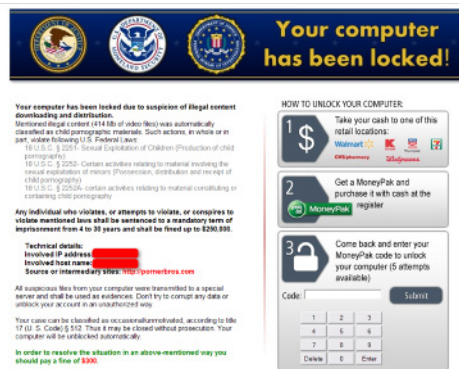 Your computer
has been locked!
Your computer has been locked due to suspicion of illegal content
downloading and distribution.
Mentioned illegal content (414 Mb of video files) was automatically
classified as child pornographic materials. Such actions, in whole or in
part, violate following U.S. Federal Laws:
18 U.S.C. § 2251- Sexual Exploitation of Children (Production of child
pornography)
18 U.S.C. § 2252- Certain activities relating to material involving the
sexual exploitation of minors (Possession, distribution and receipt of
child pornography)
18 U.S.C. § 2252A- certain activities relating to material constituting or
containing child pornography
Any individual who violates, or attempts to violate, or conspires to
violate mentioned laws shall be sentenced to a mandatory term of
imprisonment from 4 to 30 years and shall be fined up to $250,000.
Technical details:
Involved IP address:
Involved host name:
Source or intermediary sites: http://pornerbros.com
All suspicious files from your computer were transmitted to a special
server and shall be used as evidences. Don't try to corrupt any data or
unblock your account in an unauthorized way.
Your case can be classified as occasional/unmotivated, according to title
17 (U. S. Code) § 512. Thus it may be closed without prosecution. Your
computer will be unblocked automatically.
In order to resolve the situation in an above-mentioned way you
should pay a fine of $300.
HOW TO UNLOCK YOUR COMPUTER:
1
$
Take your cash to one of this
retail locations:
Walmart
K
7
CVS/pharmacy
Walgreens
2
MoneyPak
Get a MoneyPak and
purchase it with cash at the
register
3
Come back and enter your
MoneyPak code to unlock
your computer (5 attempts
available)
Code:
Submit
1 2 3
4 5 6
7 8 9
Delete 0 Enter